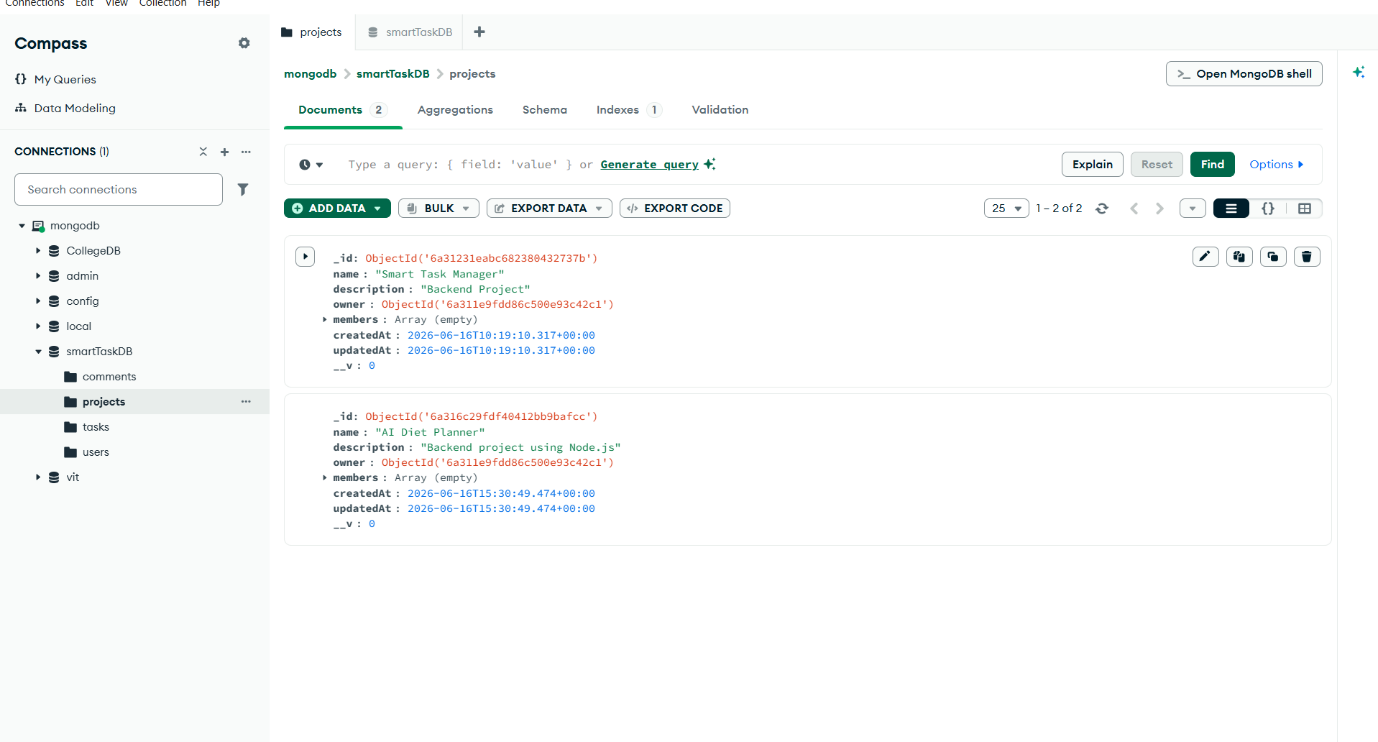 Connections Edit View Collection Help
Compass
My Queries
Data Modeling
CONNECTIONS (1)
Search connections
mongodb
CollegeDB
admin
config
local
smartTaskDB
comments
projects
tasks
users
vit
projects smartTaskDB
mongodb > smartTaskDB > projects
>_ Open MongoDB shell
Documents 2 Aggregations Schema Indexes 1 Validation
Type a query: { field: 'value' } or Generate query
Explain Reset Find Options
ADD DATA BULK EXPORT DATA EXPORT CODE
25 1 – 2 of 2 {}
_id: ObjectId('6a31231eabc682380432737b')
name : "Smart Task Manager"
description : "Backend Project"
owner : ObjectId('6a311e9fdd86c500e93c42c1')
members : Array (empty)
createdAt : 2026-06-16T10:19:10.317+00:00
updatedAt : 2026-06-16T10:19:10.317+00:00
__v : 0
_id: ObjectId('6a316c29fdf40412bb9bafcc')
name : "AI Diet Planner"
description : "Backend project using Node.js"
owner : ObjectId('6a311e9fdd86c500e93c42c1')
members : Array (empty)
createdAt : 2026-06-16T15:30:49.474+00:00
updatedAt : 2026-06-16T15:30:49.474+00:00
__v : 0